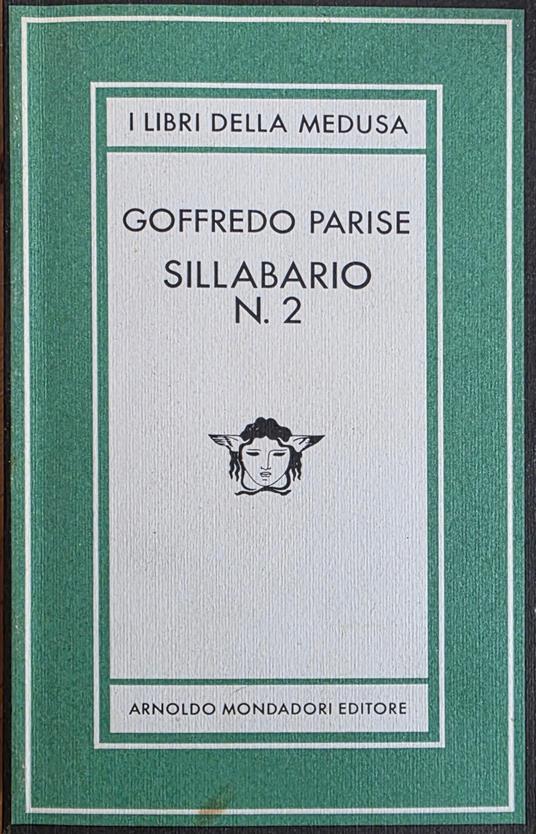 I LIBRI DELLA MEDUSA
GOFFREDO PARISE
SILLABARIO
N. 2
ARNOLDO MONDADORI EDITORE